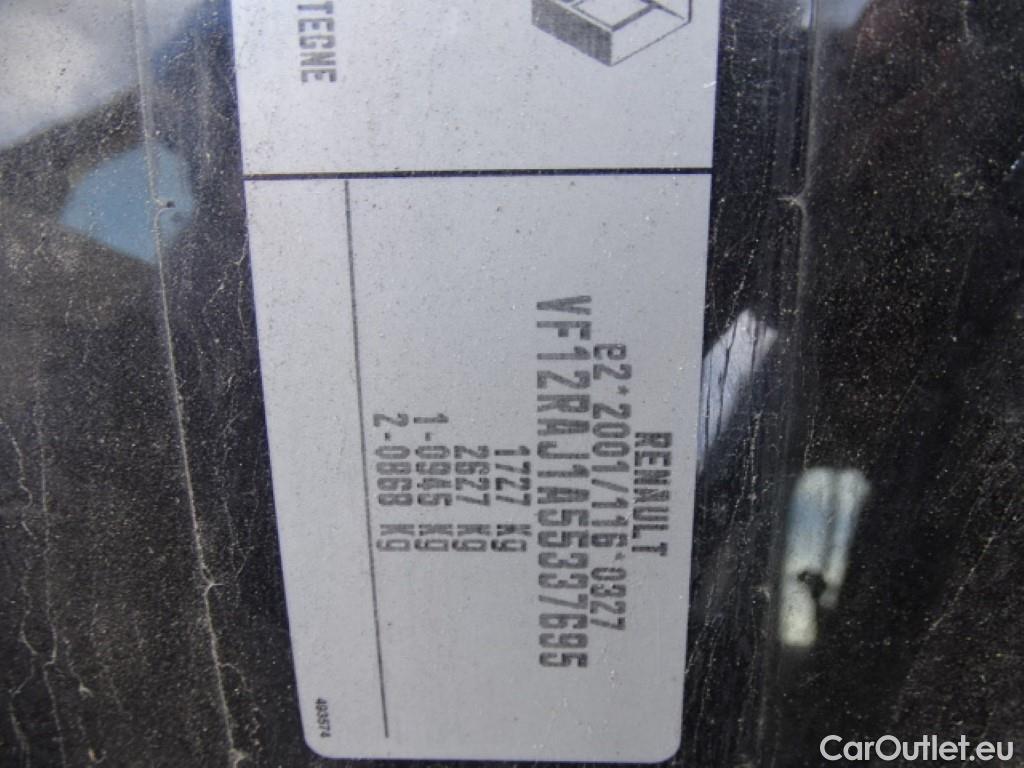 TEGNE
RENAULT
e2*2001/116*0327
VF12RAJ1A55337695
1727 kg
2627 kg
1-0945 kg
2-0868 kg
493574
CarOutlet.eu